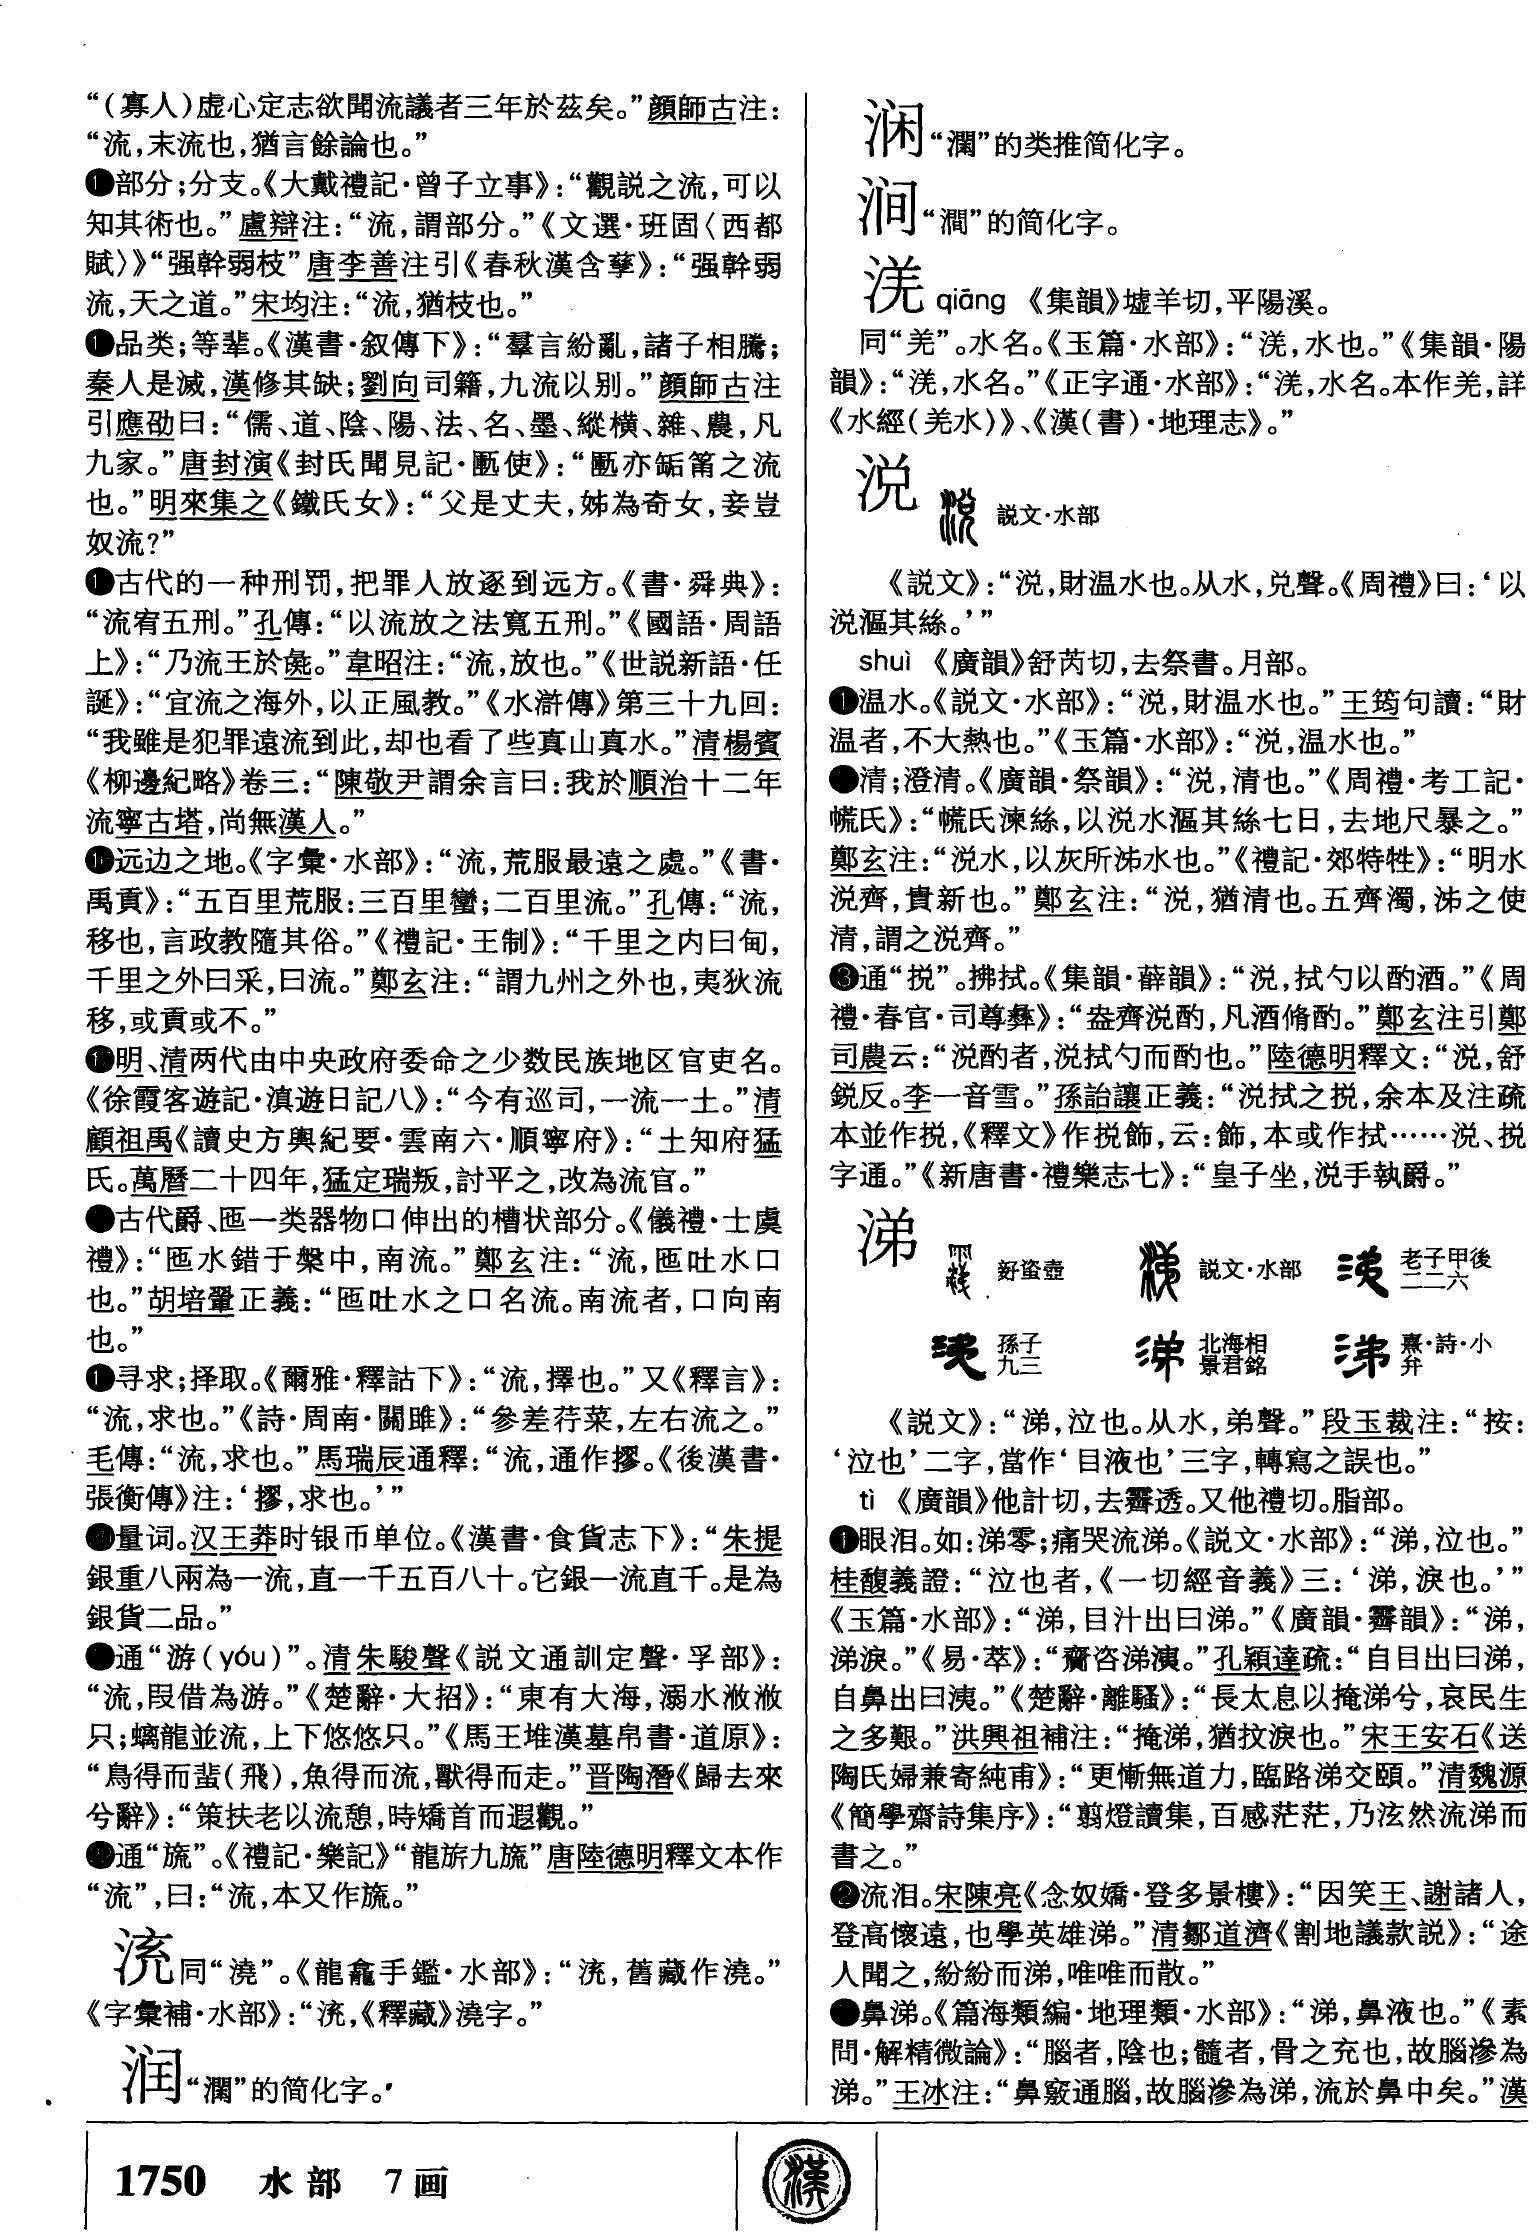 “(寡人)虚心定志欲聞流議者三年於茲矣。”顔師古注：
“流，末流也，猶言餘論也。”
部分；分支。《大戴禮記·曾子立事》：“觀説之流，可以
知其術也。”盧辯注：“流，謂部分。”《文選·班固〈西都
賦〉》“强幹弱枝”唐李善注引《春秋漢含孳》：“强幹弱
流，天之道。”宋均注：“流，猶枝也。”
品类；等辈。《漢書·叙傳下》：“羣言紛亂，諸子相騰；
秦人是滅，漢修其缺；劉向司籍，九流以别。”顔師古注
引應劭曰：“儒、道、陰、陽、法、名、墨、縱横、雜、農，凡
九家。”唐封演《封氏聞見記·匭使》：“匭亦缿筩之流
也。”明來集之《鐵氏女》：“父是丈夫，姊為奇女，妾豈
奴流?”
古代的一种刑罚，把罪人放逐到远方。《書·舜典》：
“流宥五刑。”孔傳：“以流放之法寬五刑。”《國語·周語
上》：“乃流王於彘。”韋昭注：“流，放也。”《世説新語·任
誕》：“宜流之海外，以正風教。”《水滸傳》第三十九回：
“我雖是犯罪遠流到此，却也看了些真山真水。”清楊賓
《柳邊紀略》卷三：“陳敬尹謂余言曰：我於順治十二年
流寧古塔，尚無漢人。”
远边之地。《字彙·水部》：“流，荒服最遠之處。”《書·
禹貢》：“五百里荒服：三百里蠻；二百里流。”孔傳：“流，
移也，言政教隨其俗。”《禮記·王制》：“千里之内曰甸，
千里之外曰采，曰流。”鄭玄注：“謂九州之外也，夷狄流
移，或貢或不。”
明、清两代由中央政府委命之少数民族地区官吏名。
《徐霞客遊記·滇遊日記八》：“今有巡司，一流一土。”清
顧祖禹《讀史方輿紀要·雲南六·順寧府》：“土知府猛
氏。萬曆二十四年，猛定瑞叛，討平之，改為流官。”
古代爵、匜一类器物口伸出的槽状部分。《儀禮·士虞
禮》：“匜水錯于槃中，南流。”鄭玄注：“流，匜吐水口
也。”胡培翬正義：“匜吐水之口名流。南流者，口向南
也。”
寻求；择取。《爾雅·釋詁下》：“流，擇也。”又《釋言》：
“流，求也。”《詩·周南·關雎》：“參差荇菜，左右流之。”
毛傳：“流，求也。”馬瑞辰通釋：“流，通作摎。《後漢書·
張衡傳》注：‘摎，求也。’”
量词。汉王莽时银币单位。《漢書·食貨志下》：“朱提
銀重八兩為一流，直一千五百八十。它銀一流直千。是為
銀貨二品。”
通“游(yóu)”。清朱駿聲《説文通訓定聲·孚部》：
“流，叚借為游。”《楚辭·大招》：“東有大海，溺水浟浟
只；螭龍並流，上下悠悠只。”《馬王堆漢墓帛書·道原》：
“鳥得而蜚(飛)，魚得而流，獸得而走。”晋陶潛《歸去來
兮辭》：“策扶老以流憩，時矯首而遐觀。”
通“旒”。《禮記·樂記》“龍旂九旒”唐陸德明釋文本作
“流”，曰：“流，本又作旒。”
同“澆”。《龍龕手鑑·水部》：“，舊藏作澆。”
《字彙補·水部》：“，《釋藏》澆字。”
润“潤”的简化字。
“瀾”的类推简化字。
涧“澗”的简化字。
羌 qiāng 《集韻》墟羊切，平陽溪。
同“羌”。水名。《玉篇·水部》：“，水也。”《集韻·陽
韻》：“，水名。”《正字通·水部》：“，水名。本作羌，詳
《水經(羌水)》、《漢(書)·地理志》。”
涚 説文·水部
《説文》：“涚，財温水也。从水，兑聲。《周禮》曰：‘以
涚漚其絲。’”
shuì 《廣韻》舒芮切，去祭書。月部。
❶温水。《説文·水部》：“涚，財温水也。”王筠句讀：“財
温者，不大熱也。”《玉篇·水部》：“涚，温水也。”
清；澄清。《廣韻·祭韻》：“涚，清也。”《周禮·考工記·
㡛氏》：“㡛氏湅絲，以涚水漚其絲七日，去地尺暴之。”
鄭玄注：“涚水，以灰所泲水也。”《禮記·郊特牲》：“明水
涚齊，貴新也。”鄭玄注：“涚，猶清也。五齊濁，泲之使
清，謂之涚齊。”
❸通“挩”。拂拭。《集韻·薛韻》：“涚，拭勺以酌酒。”《周
禮·春官·司尊彝》：“盎齊涚酌，凡酒脩酌。”鄭玄注引鄭
司農云：“涚酌者，涚拭勺而酌也。”陸德明釋文：“涚，舒
鋭反。李一音雪。”孫詒讓正義：“涚拭之挩，余本及注疏
本並作挩，《釋文》作挩飾，云：飾，本或作拭……涚、挩
字通。”《新唐書·禮樂志七》：“皇子坐，涚手執爵。”
涕 𧊒壺 説文·水部 老子甲後二二六
孫子九三 北海相景君銘 熹·詩·小弁
《説文》：“涕，泣也。从水，弟聲。”段玉裁注：“按：
‘泣也’二字，當作‘目液也’三字，轉寫之誤也。”
tì 《廣韻》他計切，去霽透。又他禮切。脂部。
❶眼泪。如：涕零；痛哭流涕。《説文·水部》：“涕，泣也。”
桂馥義證：“泣也者，《一切經音義》三：‘涕，淚也。’”
《玉篇·水部》：“涕，目汁出曰涕。”《廣韻·霽韻》：“涕，
涕淚。”《易·萃》：“齎咨涕洟。”孔穎達疏：“自目出曰涕，
自鼻出曰洟。”《楚辭·離騷》：“長太息以掩涕兮，哀民生
之多艱。”洪興祖補注：“掩涕，猶抆淚也。”宋王安石《送
陶氏婦兼寄純甫》：“更慚無道力，臨路涕交頤。”清魏源
《簡學齋詩集序》：“翦燈讀集，百感茫茫，乃泫然流涕而
書之。”
❷流泪。宋陳亮《念奴嬌·登多景樓》：“因笑王、謝諸人，
登高懷遠，也學英雄涕。”清鄒道濟《割地議款説》：“途
人聞之，紛紛而涕，唯唯而散。”
鼻涕。《篇海類編·地理類·水部》：“涕，鼻液也。”《素
問·解精微論》：“腦者，陰也；髓者，骨之充也，故腦滲為
涕。”王冰注：“鼻竅通腦，故腦滲為涕，流於鼻中矣。”漢
1750 水部 7画
漢